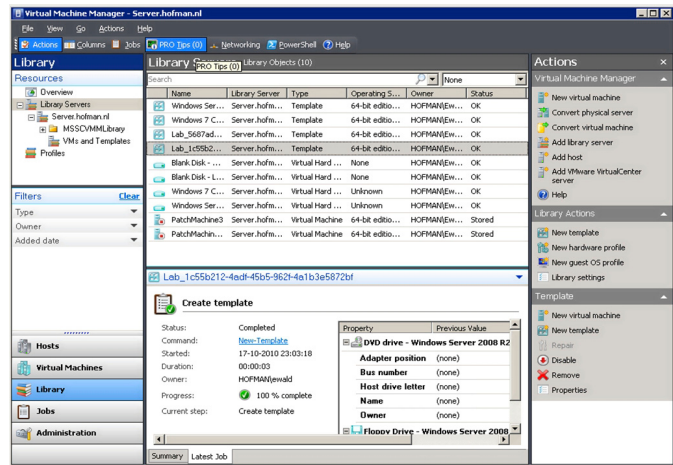 Virtual Machine Manager - Server.hofman.nl
File View Go Actions Help
Actions Columns Jobs PRO Tips (0) Networking PowerShell Help
Library
Resources
Overview
Library Servers
Server.hofman.nl
MSSCVMMLibrary
VMs and Templates
Profiles
Filters Clear
Type
Owner
Added date
Hosts
Virtual Machines
Library
Jobs
Administration
Library Library Objects (10)
PRO Tips (0)
Search None
Name Library Server Type Operating S... Owner Status
Windows Ser... Server.hofm... Template 64-bit editio... HOFMAN\Ew... OK
Windows 7 C... Server.hofm... Template 64-bit editio... HOFMAN\Ew... OK
Lab_5687ad... Server.hofm... Template 64-bit editio... HOFMAN\Ew... OK
Lab_1c55b2... Server.hofm... Template 64-bit editio... HOFMAN\Ew... OK
Blank Disk - ... Server.hofm... Virtual Hard ... None HOFMAN\Ew... OK
Blank Disk - L... Server.hofm... Virtual Hard ... None HOFMAN\Ew... OK
Windows 7 C... Server.hofm... Virtual Hard ... Unknown HOFMAN\Ew... OK
Windows Ser... Server.hofm... Virtual Hard ... Unknown HOFMAN\Ew... OK
PatchMachine3 Server.hofm... Virtual Machine 64-bit editio... HOFMAN\Ew... Stored
PatchMachin... Server.hofm... Virtual Machine 64-bit editio... HOFMAN\Ew... Stored
Lab_1c55b212-4adf-45b5-962f-4a1b3e5872bf
Create template
Status: Completed
Command: New-Template
Started: 17-10-2010 23:03:18
Duration: 00:00:03
Owner: HOFMAN\ewald
Progress: 100 % complete
Current step: Create template
Property Previous Value
DVD drive - Windows Server 2008 R2
Adapter position (none)
Bus number (none)
Host drive letter (none)
Name (none)
Owner (none)
Floppy Drive - Windows Server 2008
Summary Latest Job
Actions
Virtual Machine Manager
New virtual machine
Convert physical server
Convert virtual machine
Add library server
Add host
Add VMware VirtualCenter
server
Help
Library Actions
New template
New hardware profile
New guest OS profile
Library settings
Template
New virtual machine
New template
Repair
Disable
Remove
Properties